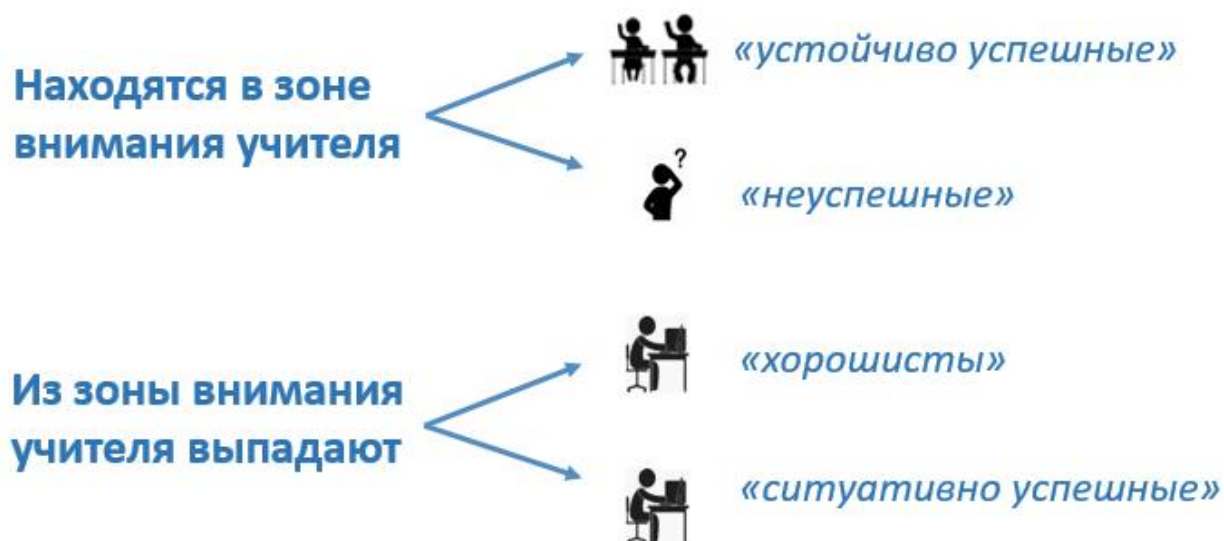 Находятся в зоне
внимания учителя
«устойчиво успешные»
?
«неуспешные»
Из зоны внимания
учителя выпадают
«хорошисты»
«ситуативно успешные»